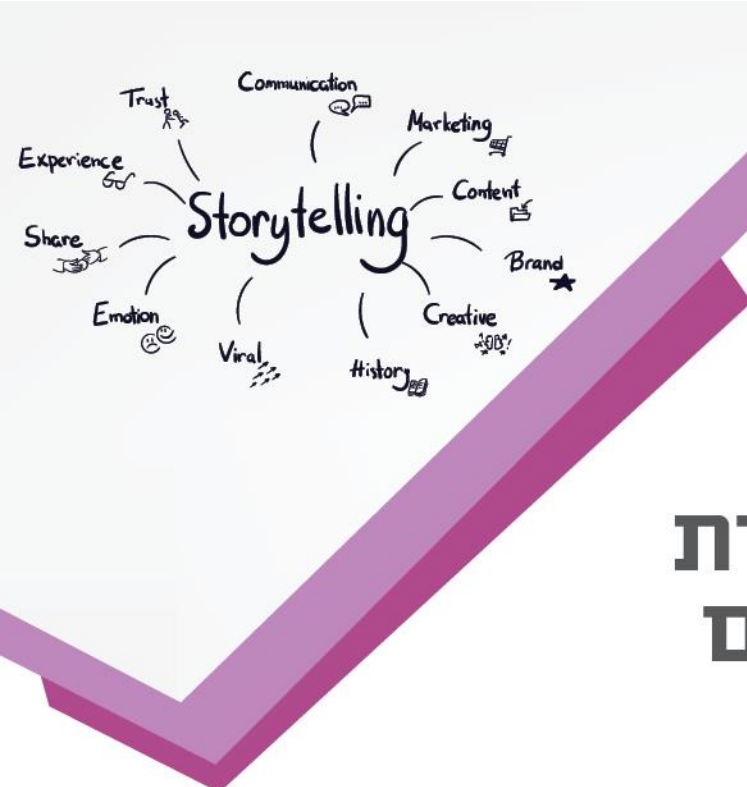 Communication
Trust
Marketing
Experience
Content
Storytelling
Share
Brand
Emotion
Creative
Viral
History